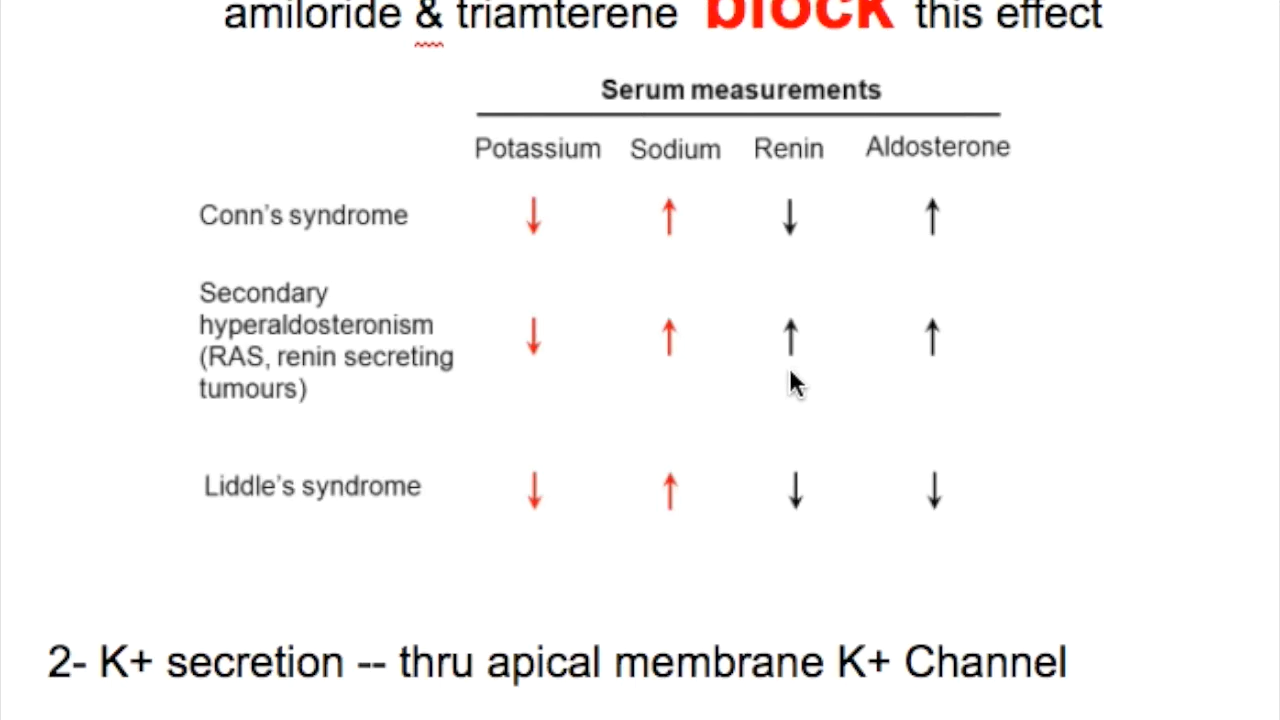 amiloride & triamterene block this effect
Serum measurements
Potassium Sodium Renin Aldosterone
Conn's syndrome ↓ ↑ ↓ ↑
Secondary
hyperaldosteronism
(RAS, renin secreting ↓ ↑ ↑ ↑
tumours)
Liddle's syndrome ↓ ↑ ↓ ↓
2- K+ secretion -- thru apical membrane K+ Channel